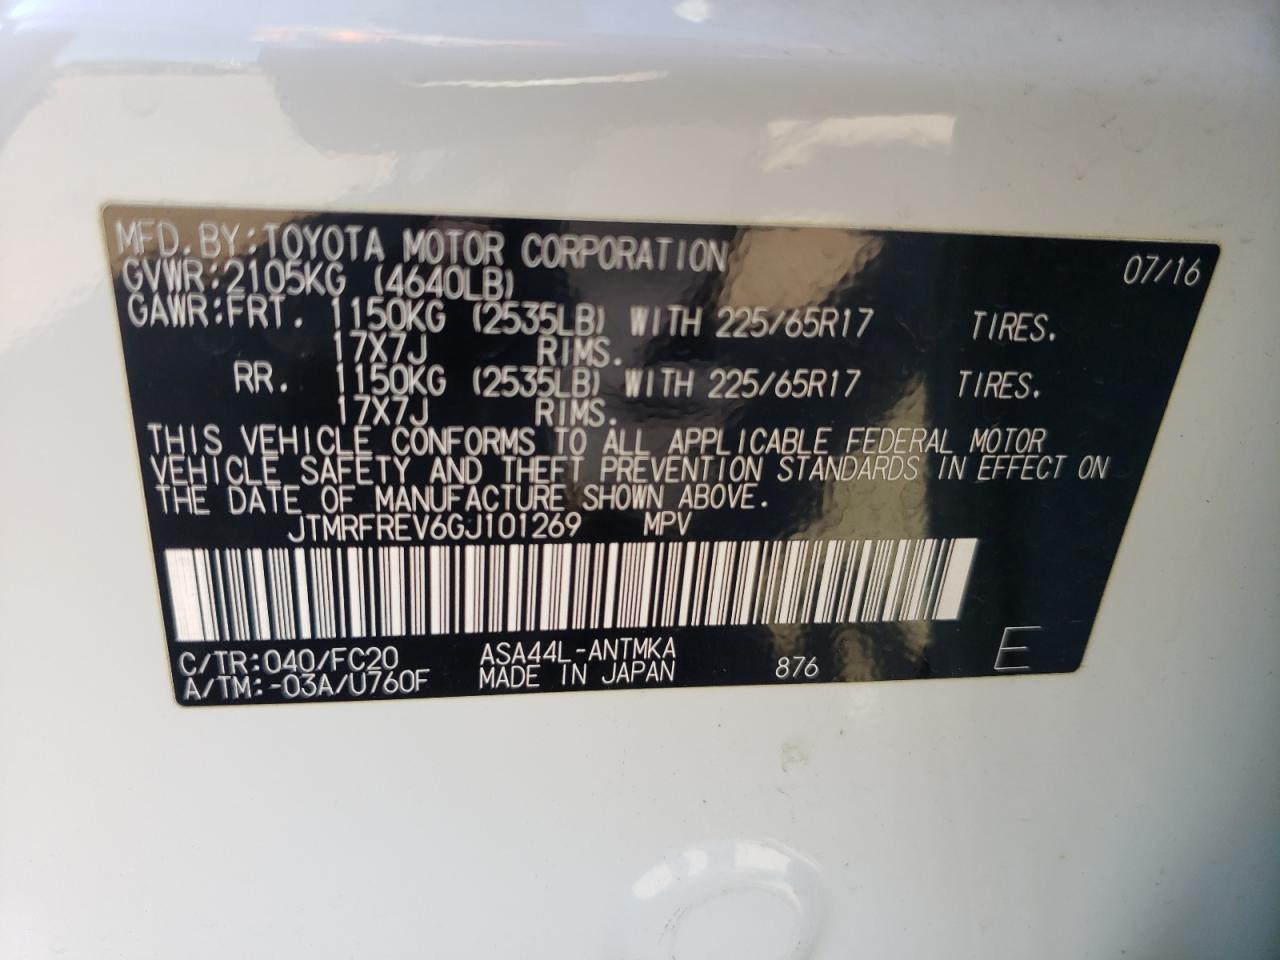 MFD. BY: TOYOTA MOTOR CORPORATION 07/16
GVWR: 2105KG (4640LB)
GAWR: FRT. 1150KG (2535LB) WITH 225/65R17 TIRES.
17X7J RIMS.
RR. 1150KG (2535LB) WITH 225/65R17 TIRES.
17X7J RIMS.
THIS VEHICLE CONFORMS TO ALL APPLICABLE FEDERAL MOTOR
VEHICLE SAFETY AND THEFT PREVENTION STANDARDS IN EFFECT ON
THE DATE OF MANUFACTURE SHOWN ABOVE.
JTMRFREV6GJ101269 MPV
C/TR: 040/FC20 ASA44L-ANTMKA
A/TM: -03A/U760F MADE IN JAPAN 876 E